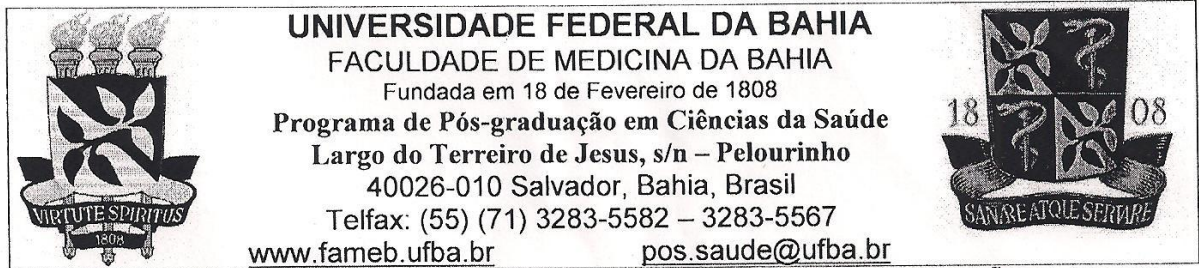 UNIVERSIDADE FEDERAL DA BAHIA
FACULDADE DE MEDICINA DA BAHIA
Fundada em 18 de Fevereiro de 1808
Programa de Pós-graduação em Ciências da Saúde
Largo do Terreiro de Jesus, s/n – Pelourinho
40026-010 Salvador, Bahia, Brasil
Telfax: (55) (71) 3283-5582 – 3283-5567
www.fameb.ufba.br pos.saude@ufba.br
VIRTUTE SPIRITUS
1808
18 08
SANARE ATQUE SERVARE